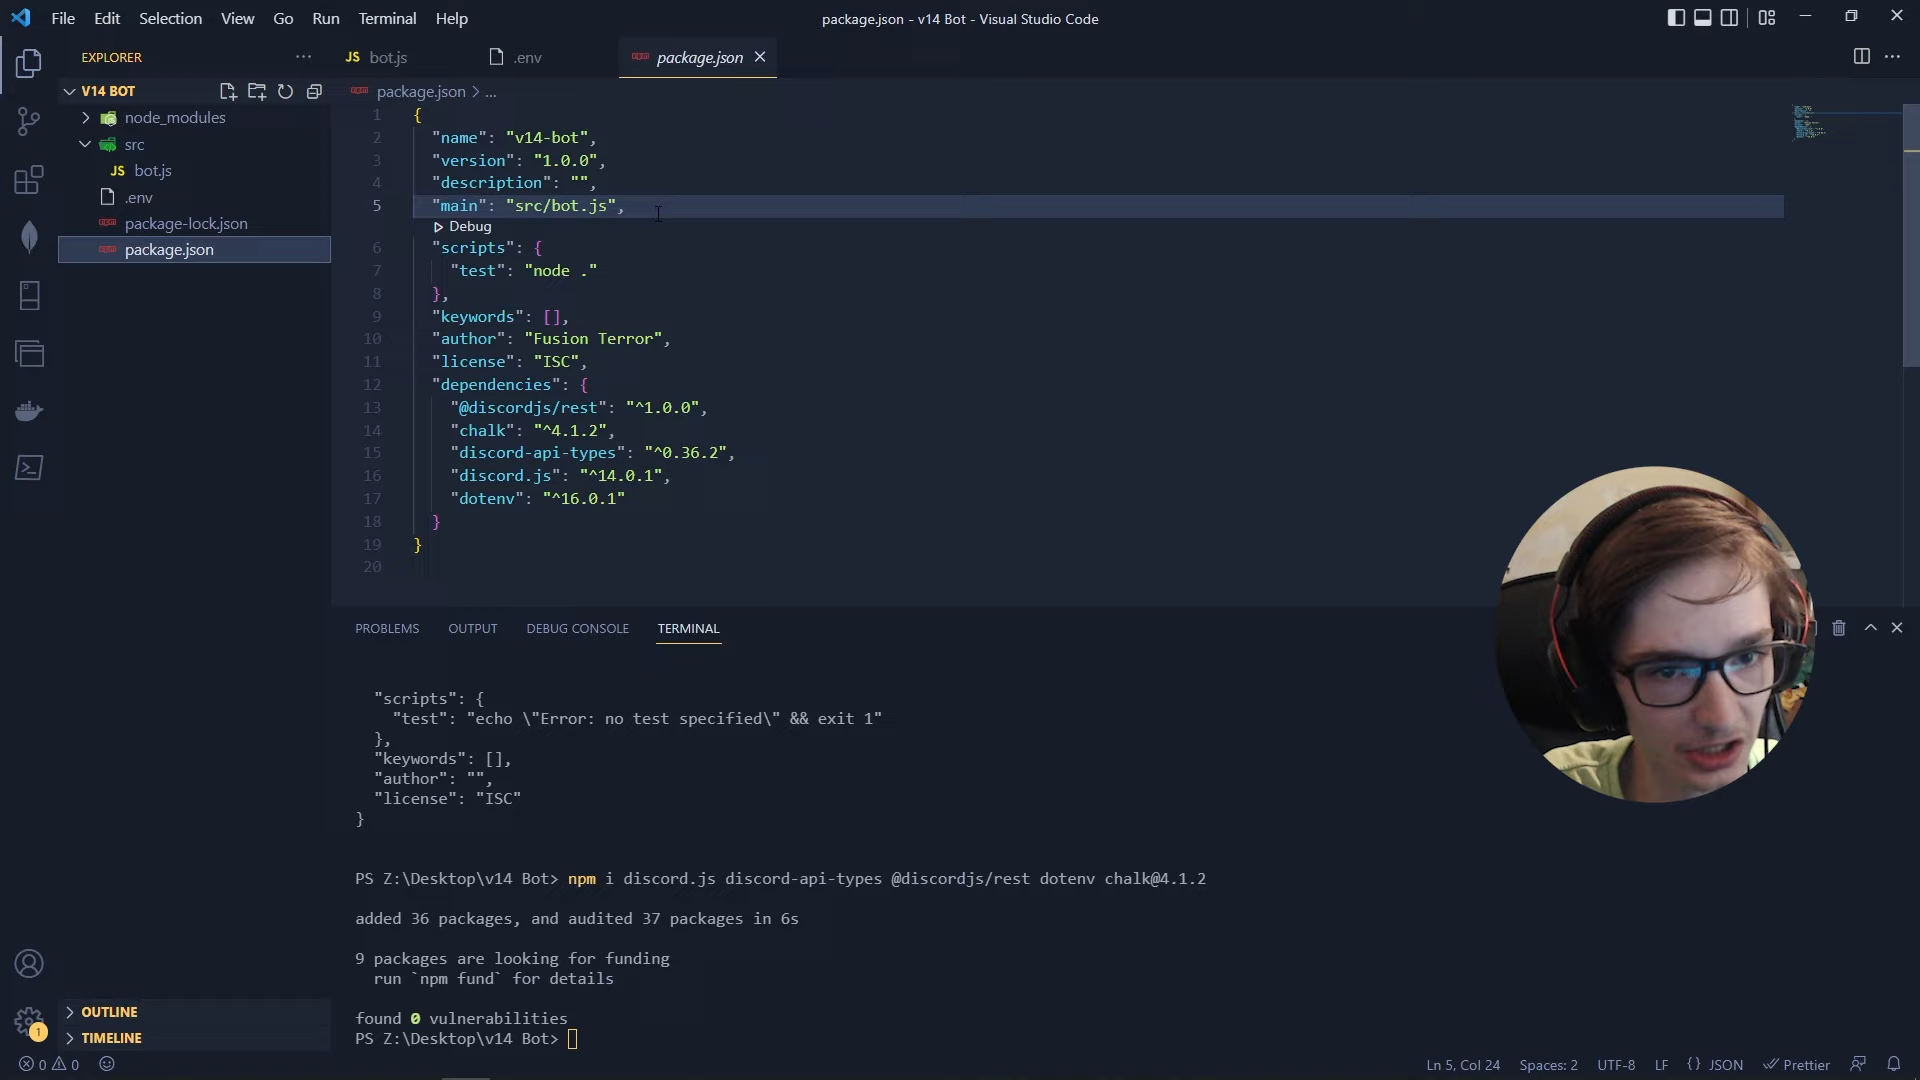 File Edit Selection View Go Run Terminal Help
package.json - v14 Bot - Visual Studio Code
EXPLORER
JS bot.js
.env
package.json
V14 BOT
node_modules
src
JS bot.js
.env
package-lock.json
package.json
package.json > ...
1 {
2 "name": "v14-bot",
3 "version": "1.0.0",
4 "description": "",
5 "main": "src/bot.js",
Debug
6 "scripts": {
7 "test": "node ."
8 },
9 "keywords": [],
10 "author": "Fusion Terror",
11 "license": "ISC",
12 "dependencies": {
13 "@discordjs/rest": "^1.0.0",
14 "chalk": "^4.1.2",
15 "discord-api-types": "^0.36.2",
16 "discord.js": "^14.0.1",
17 "dotenv": "^16.0.1"
18 }
19 }
20
PROBLEMS OUTPUT DEBUG CONSOLE TERMINAL
"scripts": {
"test": "echo \"Error: no test specified\" && exit 1"
},
"keywords": [],
"author": "",
"license": "ISC"
}
PS Z:\Desktop\v14 Bot> npm i discord.js discord-api-types @discordjs/rest dotenv chalk@4.1.2
added 36 packages, and audited 37 packages in 6s
9 packages are looking for funding
run `npm fund` for details
found 0 vulnerabilities
PS Z:\Desktop\v14 Bot>
OUTLINE
TIMELINE
1
0 0
Ln 5, Col 24 Spaces: 2 UTF-8 LF {} JSON Prettier